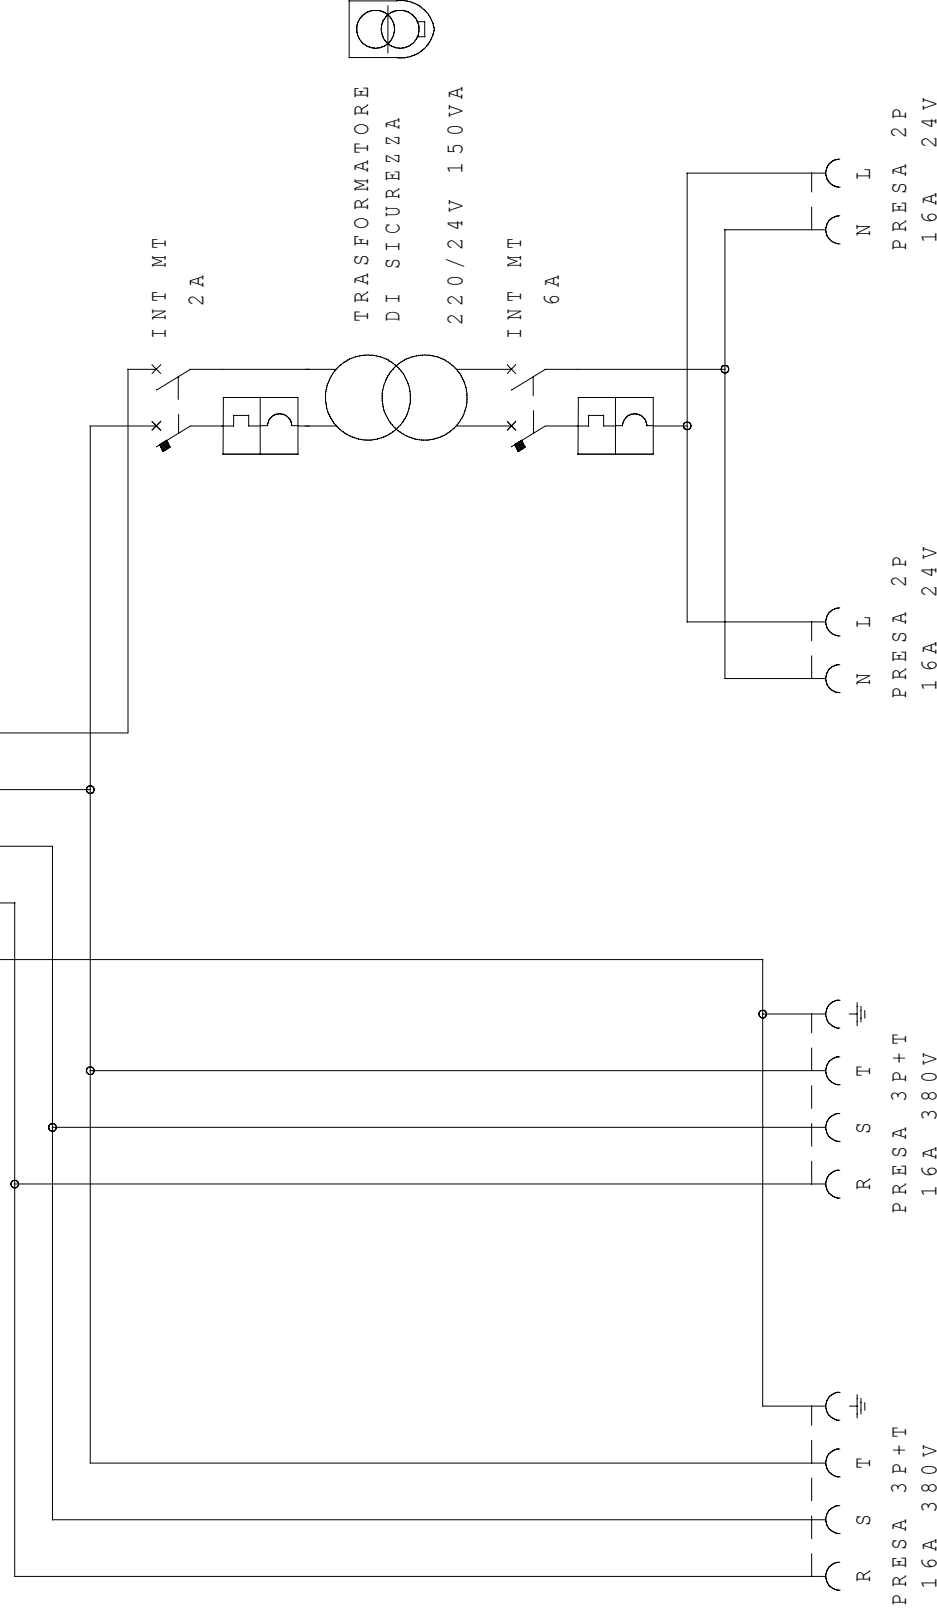 TRASFORMATORE
DI SICUREZZA
220/24V 150VA
INT MT
2A
INT MT
6A
R
S
T
PRESA 3P+T
16A 380V
R
S
T
PRESA 3P+T
16A 380V
N
L
PRESA 2P
16A 24V
N
L
PRESA 2P
16A 24V